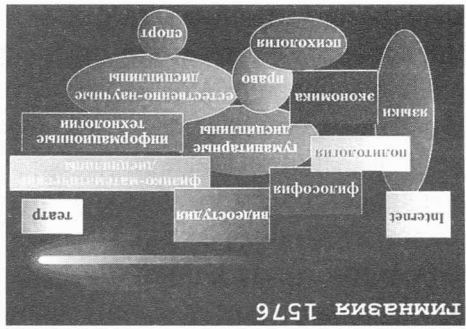 гимназия 1576
Internet
видеостудия
театр
философия
физико-математические
дисциплины
политология
гуманитарные
дисциплины
информационные
технологии
языки
экономика
право
естественно-научные
дисциплины
психология
спорт